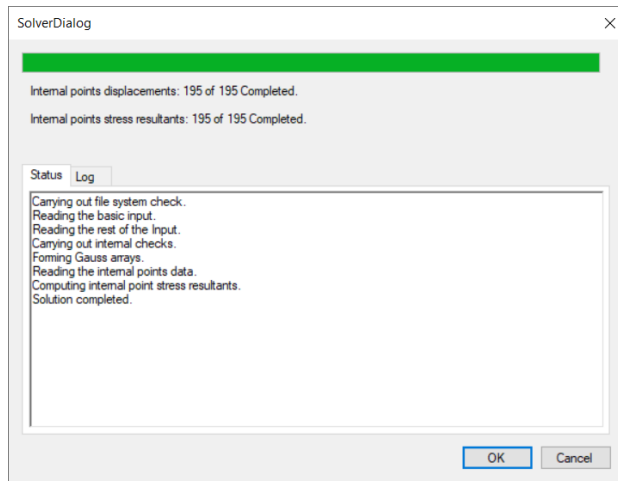 SolverDialog
Internal points displacements: 195 of 195 Completed.
Internal points stress resultants: 195 of 195 Completed.
Status Log
Carrying out file system check.
Reading the basic input.
Reading the rest of the Input.
Carrying out internal checks.
Forming Gauss arrays.
Reading the internal points data.
Computing internal point stress resultants.
Solution completed.
OK Cancel